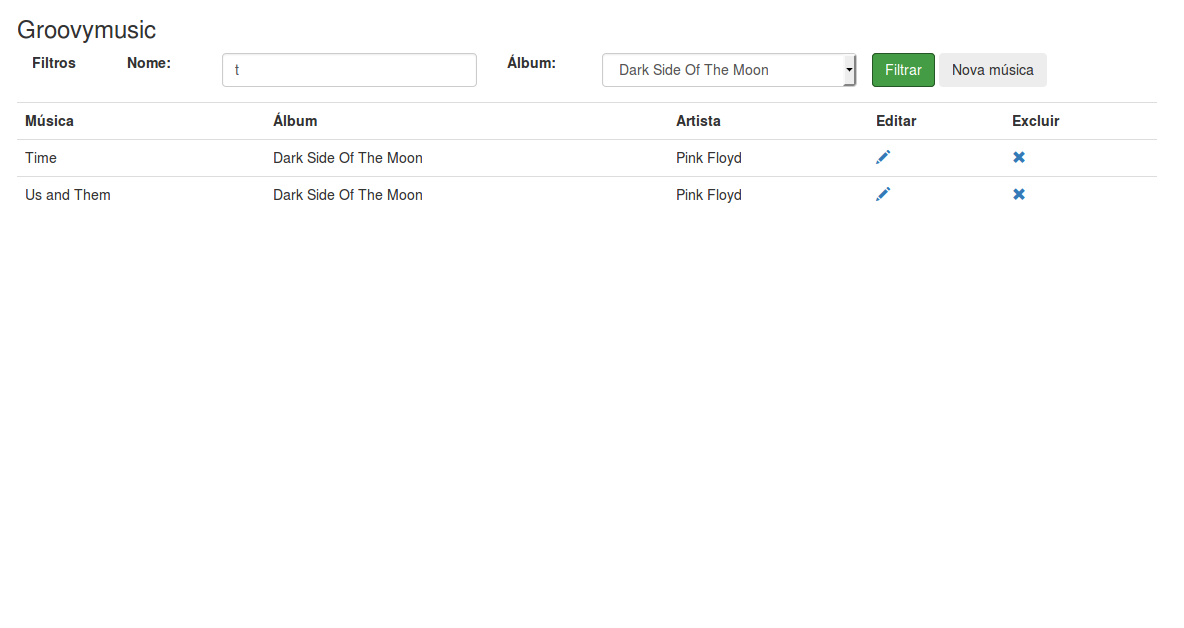 Groovymusic
Filtros Nome: t Álbum: Dark Side Of The Moon Filtrar Nova música
Música Álbum Artista Editar Excluir
Time Dark Side Of The Moon Pink Floyd
Us and Them Dark Side Of The Moon Pink Floyd